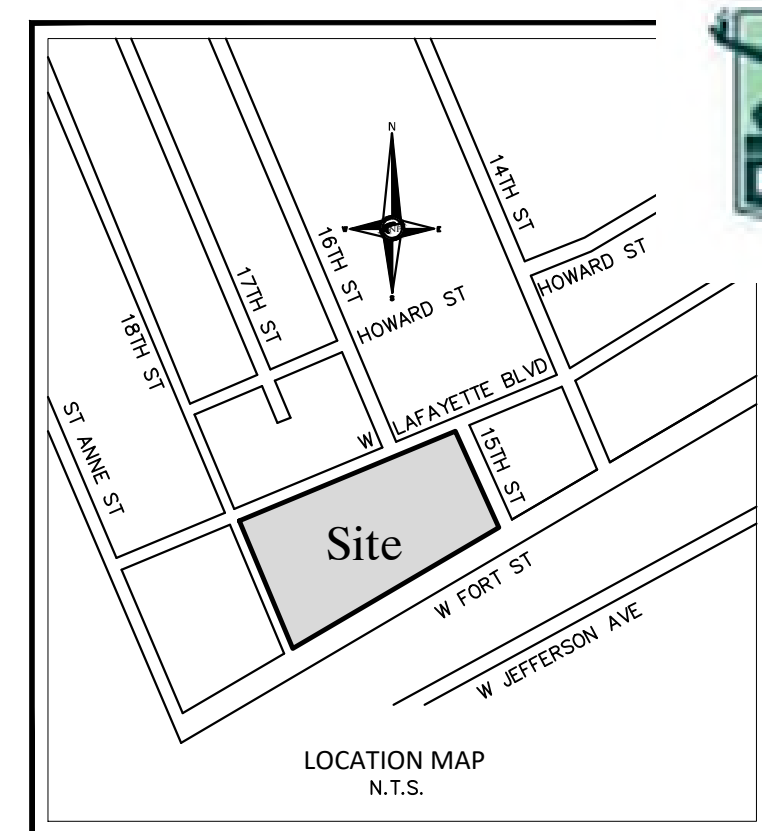 N
14TH ST
16TH ST
HOWARD ST
17TH ST
HOWARD ST
18TH ST
W LAFAYETTE BLVD
ST ANNE ST
15TH ST
Site
W FORT ST
W JEFFERSON AVE
LOCATION MAP
N.T.S.